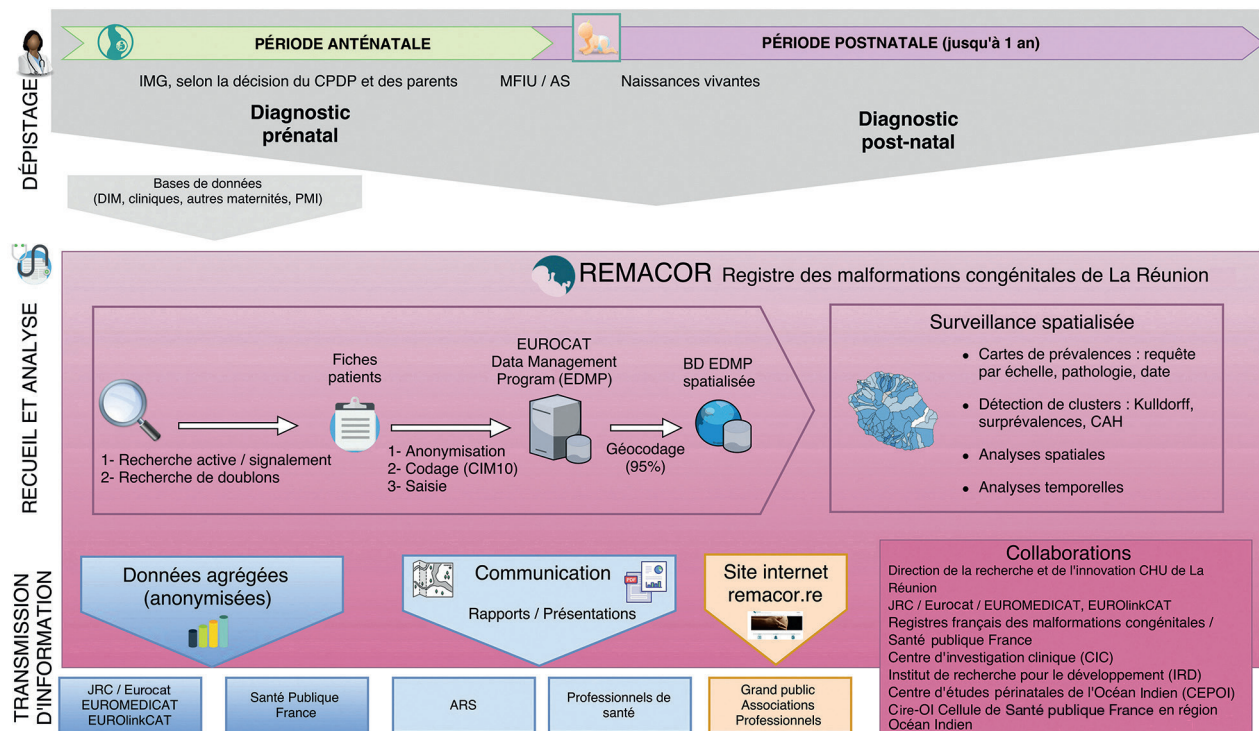 DÉPISTAGE
PÉRIODE ANTÉNATALE
PÉRIODE POSTNATALE (jusqu'à 1 an)
IMG, selon la décision du CPDP et des parents
MFIU / AS
Naissances vivantes
Diagnostic
prénatal
Diagnostic
post-natal
Bases de données
(DIM, cliniques, autres maternités, PMI)
RECUEIL ET ANALYSE
REMACOR Registre des malformations congénitales de La Réunion
1- Recherche active / signalement
2- Recherche de doublons
Fiches
patients
1- Anonymisation
2- Codage (CIM10)
3- Saisie
EUROCAT
Data Management
Program (EDMP)
Géocodage
(95%)
BD EDMP
spatialisée
Surveillance spatialisée
• Cartes de prévalences : requête
par échelle, pathologie, date
• Détection de clusters : Kulldorff,
surprévalences, CAH
• Analyses spatiales
• Analyses temporelles
TRANSMISSION
D'INFORMATION
Données agrégées
(anonymisées)
JRC / Eurocat
EUROMEDICAT
EUROlinkCAT
Santé Publique
France
Communication
Rapports / Présentations
PDF
ARS
Professionnels de
santé
Site internet
remacor.re
Grand public
Associations
Professionnels
Collaborations
Direction de la recherche et de l'innovation CHU de La
Réunion
JRC / Eurocat / EUROMEDICAT, EUROlinkCAT
Registres français des malformations congénitales /
Santé publique France
Centre d'investigation clinique (CIC)
Institut de recherche pour le développement (IRD)
Centre d'études périnatales de l'Océan Indien (CEPOI)
Cire-OI Cellule de Santé publique France en région
Océan Indien